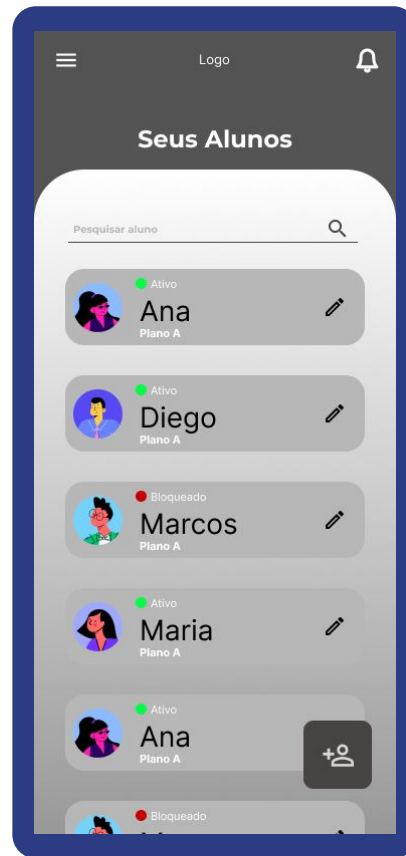 Logo
Seus Alunos
Pesquisar aluno
Ativo
Ana
Plano A
Ativo
Diego
Plano A
Bloqueado
Marcos
Plano A
Ativo
Maria
Plano A
Ativo
Ana
Plano A
Bloqueado